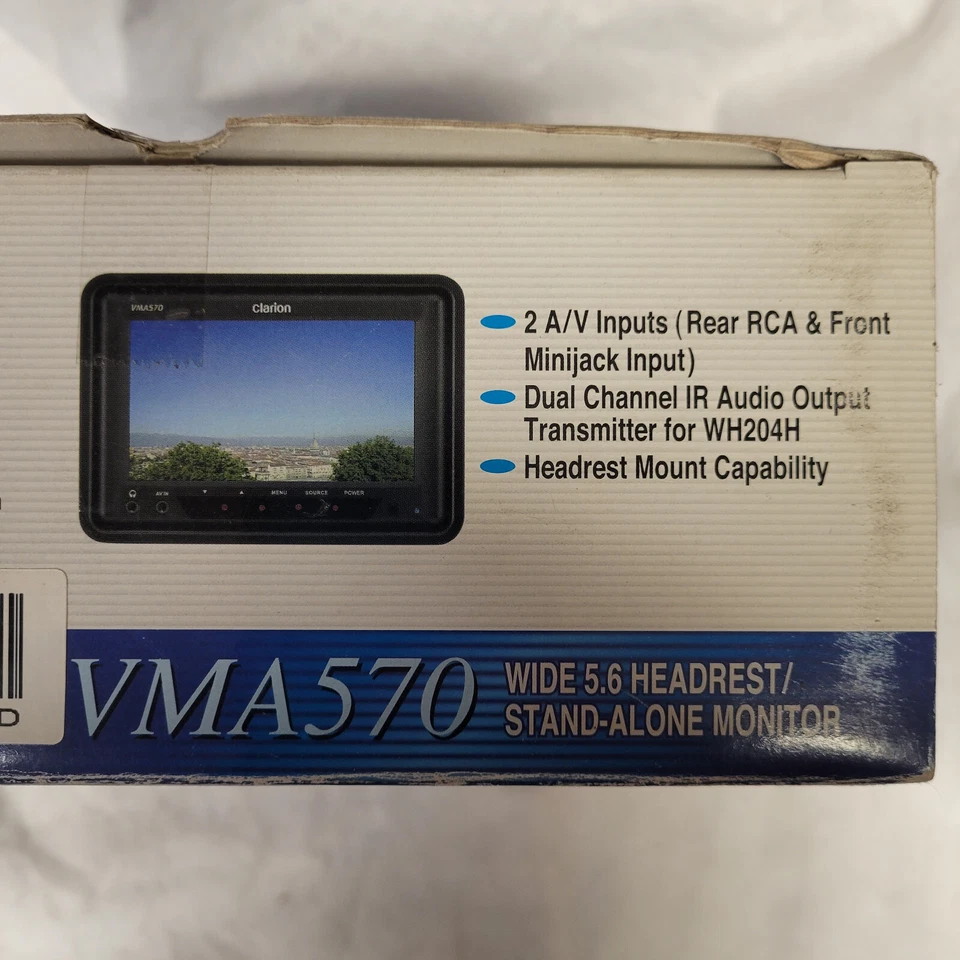 VMA570
clarion
2 A/V Inputs (Rear RCA & Front
Minijack Input)
Dual Channel IR Audio Output
Transmitter for WH204H
Headrest Mount Capability
AV IN
MENU
SOURCE
POWER
D
VMA570
WIDE 5.6 HEADREST/
STAND-ALONE MONITOR